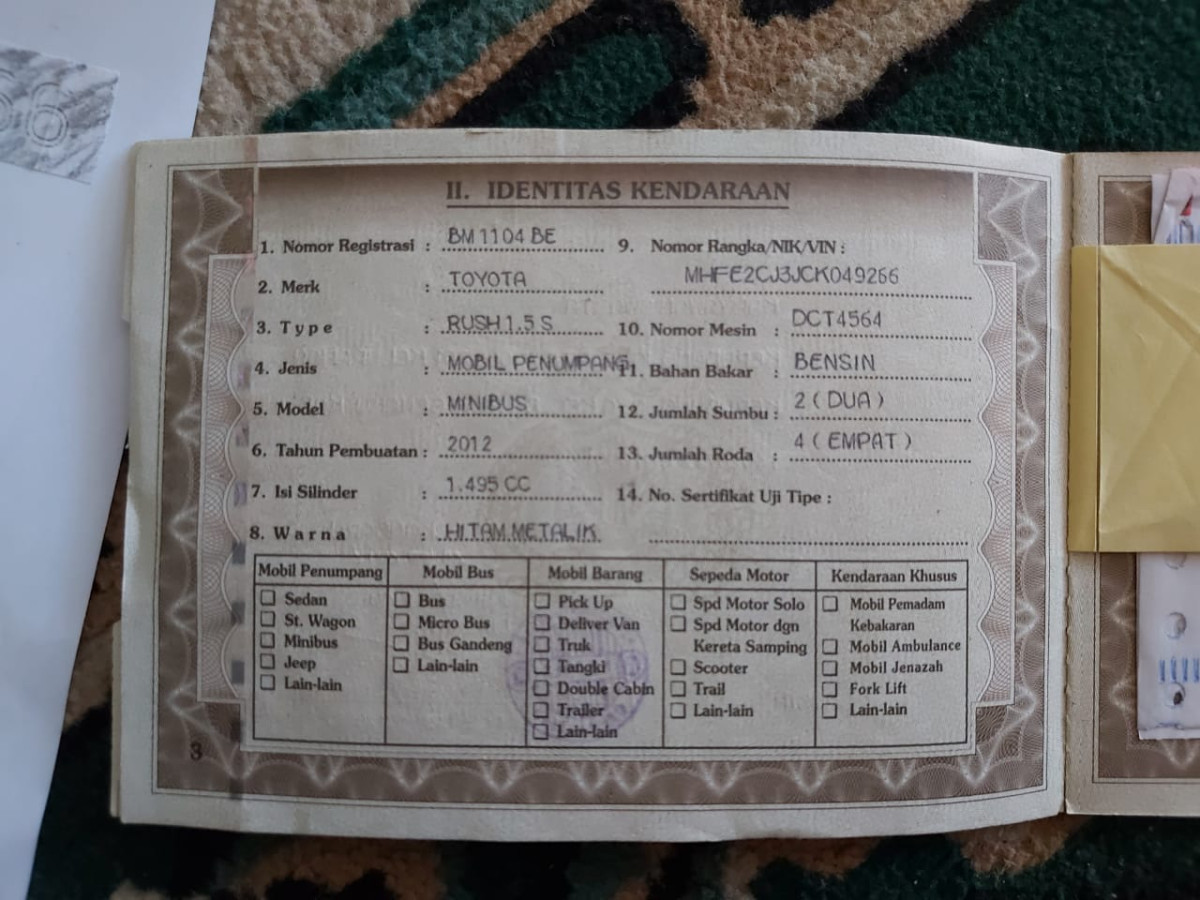 II. IDENTITAS KENDARAAN
1. Nomor Registrasi : BM 1104 BE
2. Merk : TOYOTA
3. Type : RUSH 1.5 S
4. Jenis : MOBIL PENUMPANG
5. Model : MINIBUS
6. Tahun Pembuatan : 2012
7. Isi Silinder : 1.495 CC
8. Warna : HITAM METALIK
9. Nomor Rangka/NIK/VIN :
MHFE2CJ3JCK049266
10. Nomor Mesin : DCT4564
11. Bahan Bakar : BENSIN
12. Jumlah Sumbu : 2 ( DUA )
13. Jumlah Roda : 4 ( EMPAT )
14. No. Sertifikat Uji Tipe :
Mobil Penumpang
Sedan
St. Wagon
Minibus
Jeep
Lain-lain
Mobil Bus
Bus
Micro Bus
Bus Gandeng
Lain-lain
Mobil Barang
Pick Up
Deliver Van
Truk
Tangki
Double Cabin
Trailer
Lain-lain
Sepeda Motor
Spd Motor Solo
Spd Motor dgn
Kereta Samping
Scooter
Trail
Lain-lain
Kendaraan Khusus
Mobil Pemadam
Kebakaran
Mobil Ambulance
Mobil Jenazah
Fork Lift
Lain-lain
3